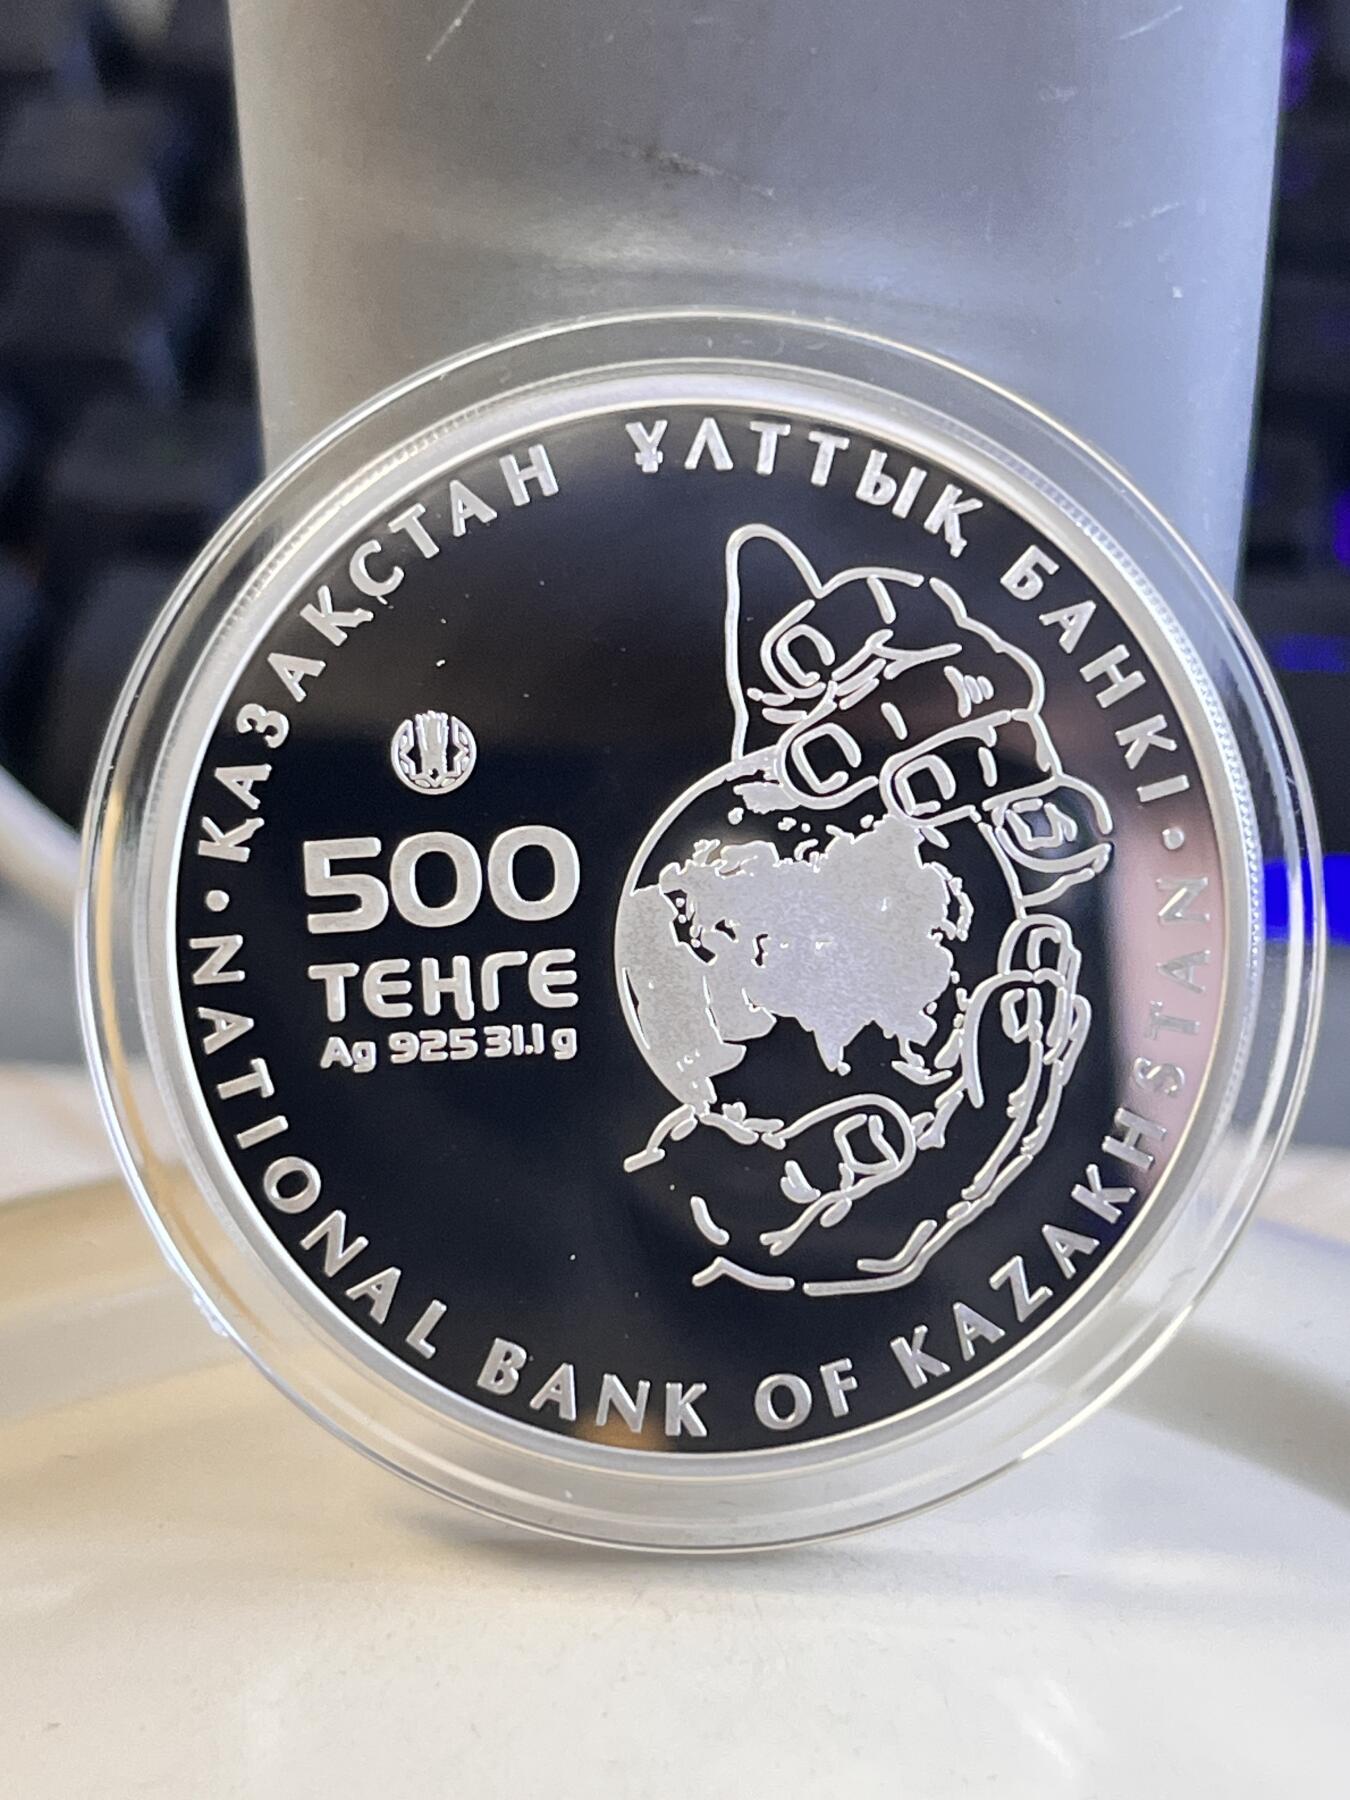 ҚАЗАҚСТАН ҰЛТТЫҚ БАНКІ
500
ТЕҢГЕ
Ag 925 31.1 g
NATIONAL BANK OF KAZAKHSTAN